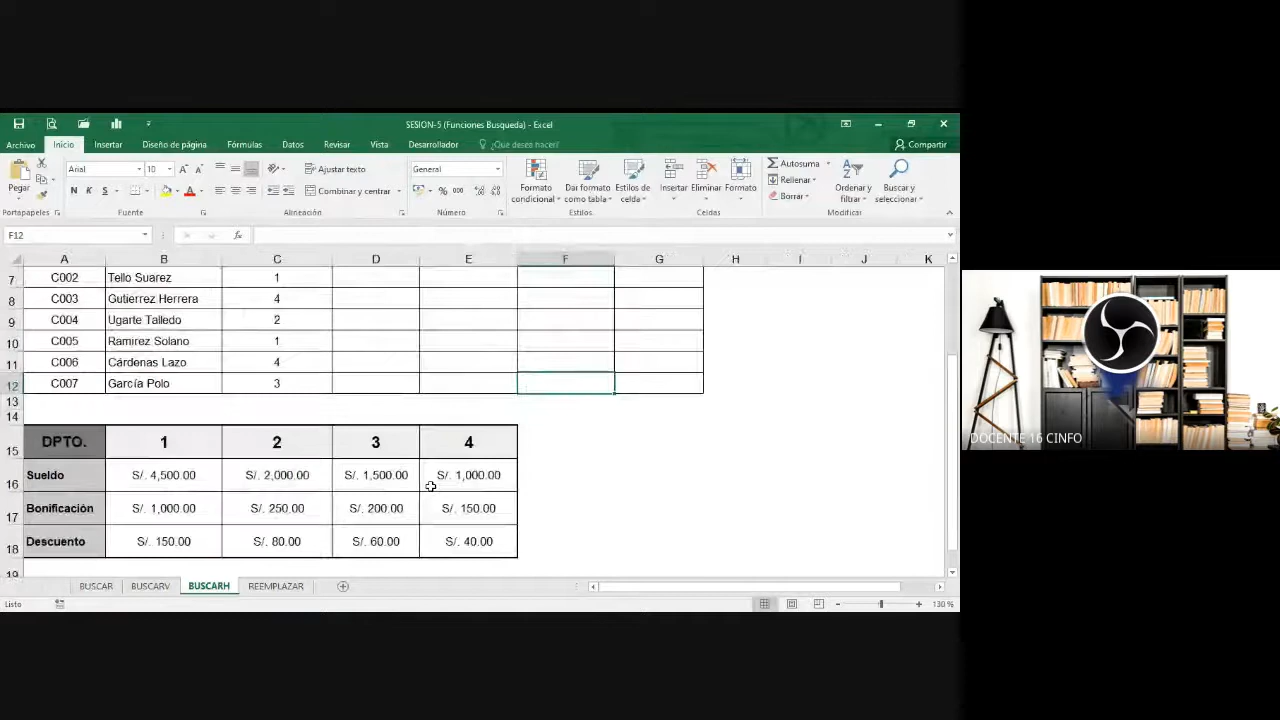 SESION-5 (Funciones Busqueda) - Excel
Archivo Inicio Insertar Diseño de página Fórmulas Datos Revisar Vista Desarrollador ¿Qué desea hacer? Compartir
Pegar
Arial 10
N K S
Ajustar texto
Combinar y centrar
General
% 000
Formato condicional
Dar formato como tabla
Estilos de celda
Insertar Eliminar Formato
Autosuma
Rellenar
Borrar
Ordenar y filtrar
Buscar y seleccionar
Portapapeles Fuente Alineación Número Estilos Celdas Modificar
F12 fx
A B C D E F G H I J K
7 C002 Tello Suarez 1
8 C003 Gutierrez Herrera 4
9 C004 Ugarte Talledo 2
10 C005 Ramirez Solano 1
11 C006 Cárdenas Lazo 4
12 C007 García Polo 3
13
14
15 DPTO. 1 2 3 4
16 Sueldo S/. 4,500.00 S/. 2,000.00 S/. 1,500.00 S/. 1,000.00
17 Bonificación S/. 1,000.00 S/. 250.00 S/. 200.00 S/. 150.00
18 Descuento S/. 150.00 S/. 80.00 S/. 60.00 S/. 40.00
19
BUSCAR BUSCARV BUSCARH REEMPLAZAR
Listo 130 %
DOCENTE 16 CINFO